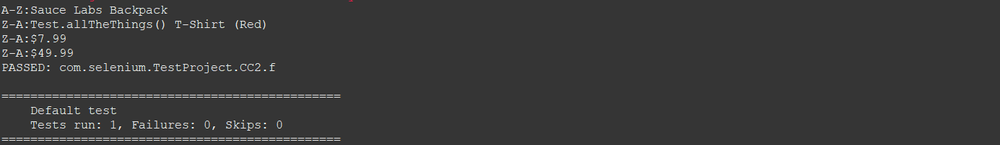 A-Z:Sauce Labs Backpack
Z-A:Test.allTheThings() T-Shirt (Red)
Z-A:$7.99
Z-A:$49.99
PASSED: com.selenium.TestProject.CC2.f
===============================================
Default test
Tests run: 1, Failures: 0, Skips: 0
===============================================